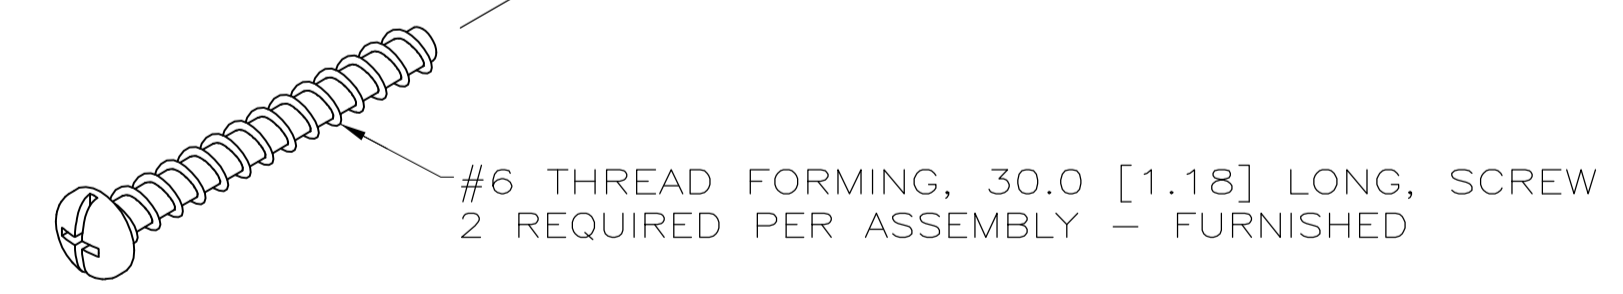 #6 THREAD FORMING, 30.0 [1.18] LONG, SCREW
2 REQUIRED PER ASSEMBLY – FURNISHED